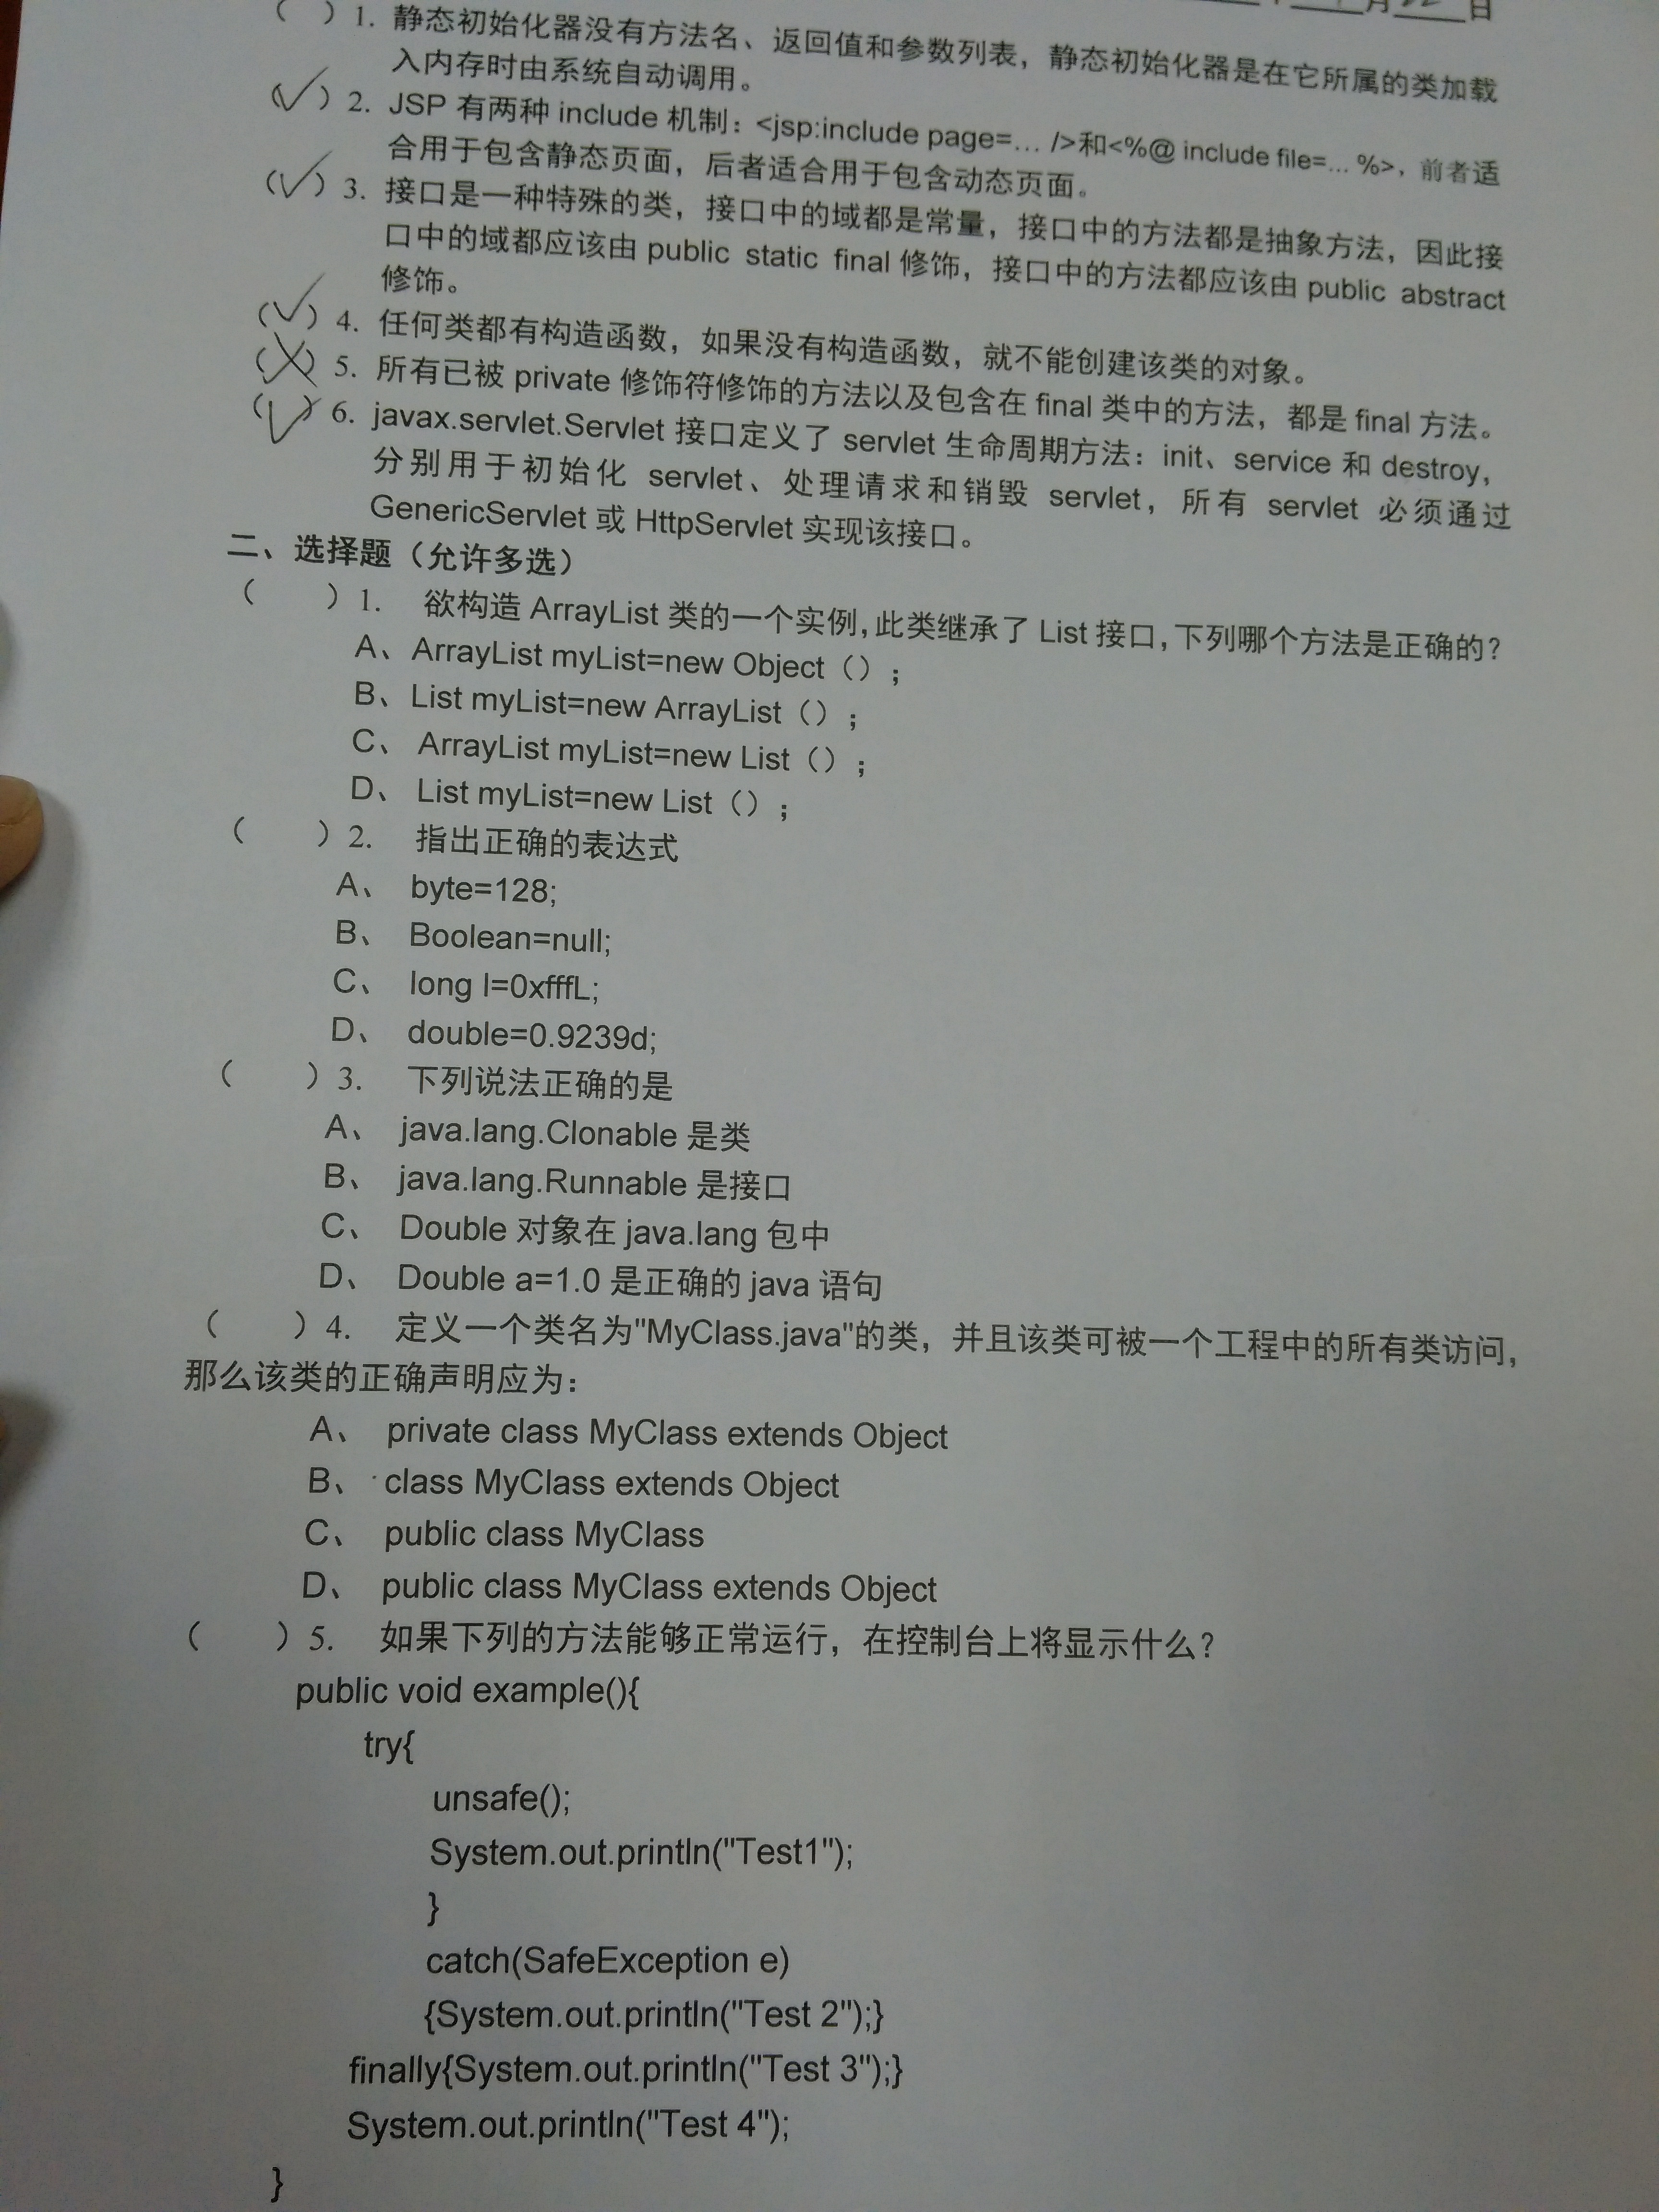 月 日
( ) 1. 静态初始化器没有方法名、返回值和参数列表，静态初始化器是在它所属的类加载
入内存时由系统自动调用。
(✓) 2. JSP 有两种 include 机制：<jsp:include page=... />和<%@ include file=... %>，前者适
合用于包含静态页面，后者适合用于包含动态页面。
(✓) 3. 接口是一种特殊的类，接口中的域都是常量，接口中的方法都是抽象方法，因此接
口中的域都应该由 public static final 修饰，接口中的方法都应该由 public abstract
修饰。
(✓) 4. 任何类都有构造函数，如果没有构造函数，就不能创建该类的对象。
(X) 5. 所有已被 private 修饰符修饰的方法以及包含在 final 类中的方法，都是 final 方法。
(✓) 6. javax.servlet.Servlet 接口定义了 servlet 生命周期方法：init、service 和 destroy，
分别用于初始化 servlet、处理请求和销毁 servlet，所有 servlet 必须通过
GenericServlet 或 HttpServlet 实现该接口。
二、选择题（允许多选）
（ ）1. 欲构造 ArrayList 类的一个实例，此类继承了 List 接口，下列哪个方法是正确的？
A、ArrayList myList=new Object（）；
B、List myList=new ArrayList（）；
C、 ArrayList myList=new List（）；
D、 List myList=new List（）；
（ ）2. 指出正确的表达式
A、 byte=128;
B、 Boolean=null;
C、 long l=0xfffL;
D、 double=0.9239d;
（ ）3. 下列说法正确的是
A、 java.lang.Clonable 是类
B、 java.lang.Runnable 是接口
C、 Double 对象在 java.lang 包中
D、 Double a=1.0 是正确的 java 语句
（ ）4. 定义一个类名为"MyClass.java"的类，并且该类可被一个工程中的所有类访问，
那么该类的正确声明应为：
A、 private class MyClass extends Object
B、 class MyClass extends Object
C、 public class MyClass
D、 public class MyClass extends Object
（ ）5. 如果下列的方法能够正常运行，在控制台上将显示什么？
public void example(){
try{
unsafe();
System.out.println("Test1");
}
catch(SafeException e)
{System.out.println("Test 2");}
finally{System.out.println("Test 3");}
System.out.println("Test 4");
}